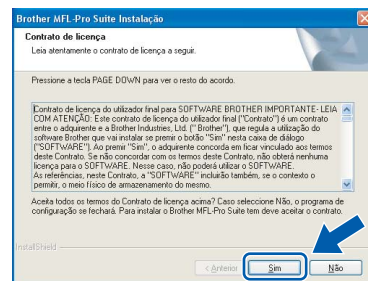 Brother MFL-Pro Suite Instalação
Contrato de licença
Leia atentamente o contrato de licença a seguir.
Pressione a tecla PAGE DOWN para ver o resto do acordo.
Contrato de licença do utilizador final para SOFTWARE BROTHER IMPORTANTE- LEIA
COM ATENÇÃO: Este contrato de licença do utilizador final ("Contrato") é um contrato
entre o adquirente e a Brother Industries, Ltd. ("Brother"), que regula a utilização do
software Brother que vai instalar se premir o botão "Sim" nesta caixa de diálogo
("SOFTWARE"). Ao premir "Sim", o adquirente concorda em ficar vinculado aos termos
deste Contrato. Se não concordar com os termos deste Contrato, não obterá nenhuma
licença para o SOFTWARE. Nesse caso, não poderá utilizar o SOFTWARE.
As referências, neste Contrato, a "SOFTWARE" incluirão também, se o contexto o
permitir, o meio físico de armazenamento do mesmo.
Aceita todos os termos do Contrato de licença acima? Caso seleccione Não, o programa de
configuração se fechará. Para instalar o Brother MFL-Pro Suite tem deve aceitar o contrato.
InstallShield
< Anterior
Sim
Não